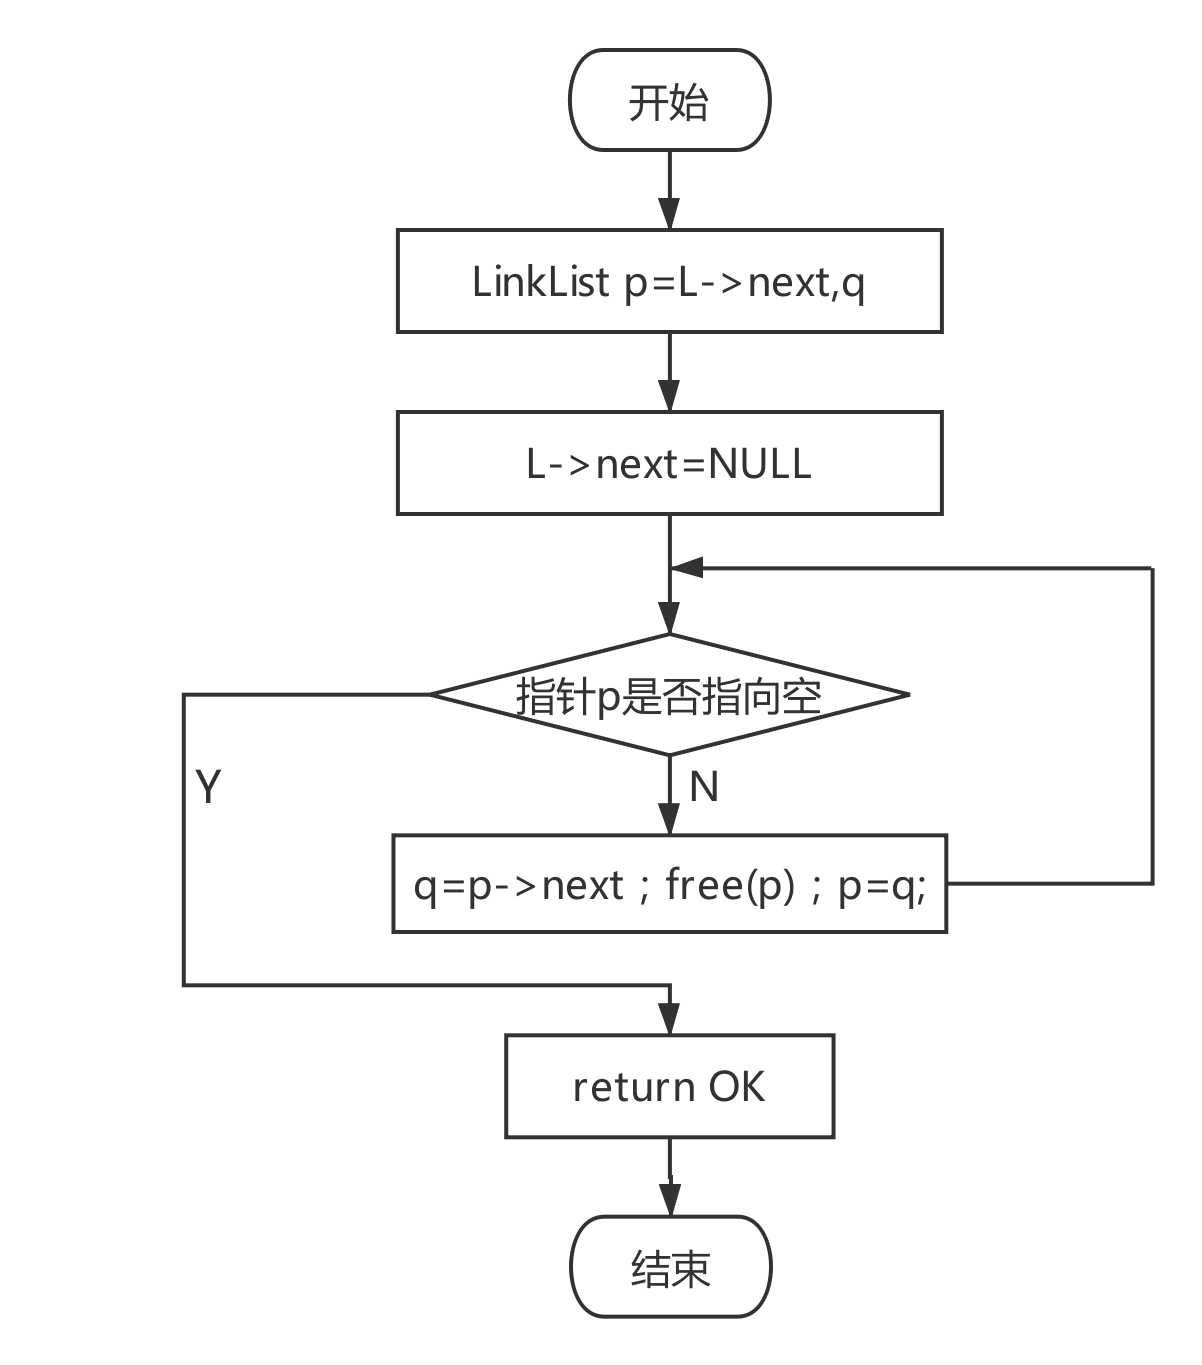 开始
LinkList p=L->next,q
L->next=NULL
指针p是否指向空
Y
N
q=p->next；free(p)；p=q;
return OK
结束